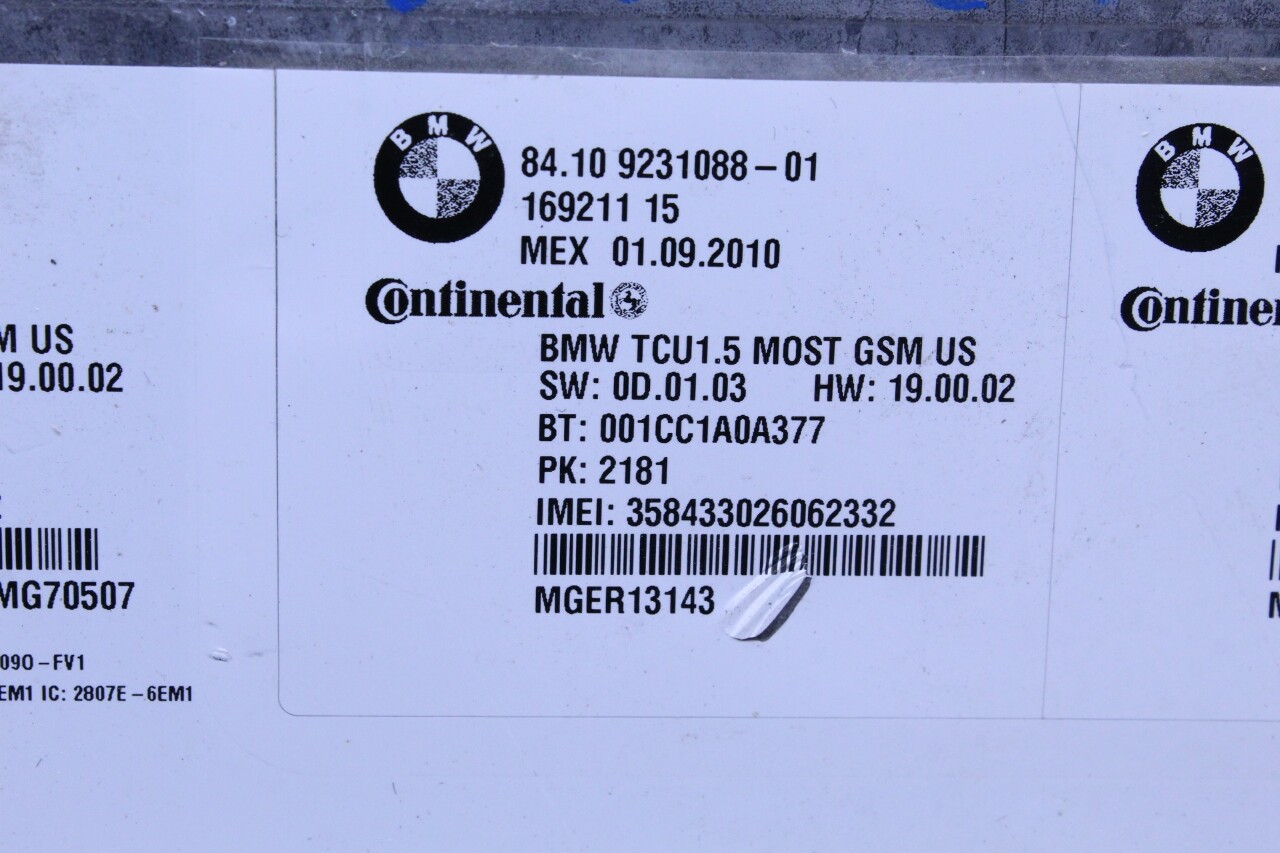 M US
19.00.02
MG70507
090-FV1
EM1 IC: 2807E-6EM1
BMW
84.10 9231088-01
169211 15
MEX 01.09.2010
Continental
BMW TCU1.5 MOST GSM US
SW: 0D.01.03 HW: 19.00.02
BT: 001CC1A0A377
PK: 2181
IMEI: 358433026062332
MGER13143
BMW
Contine